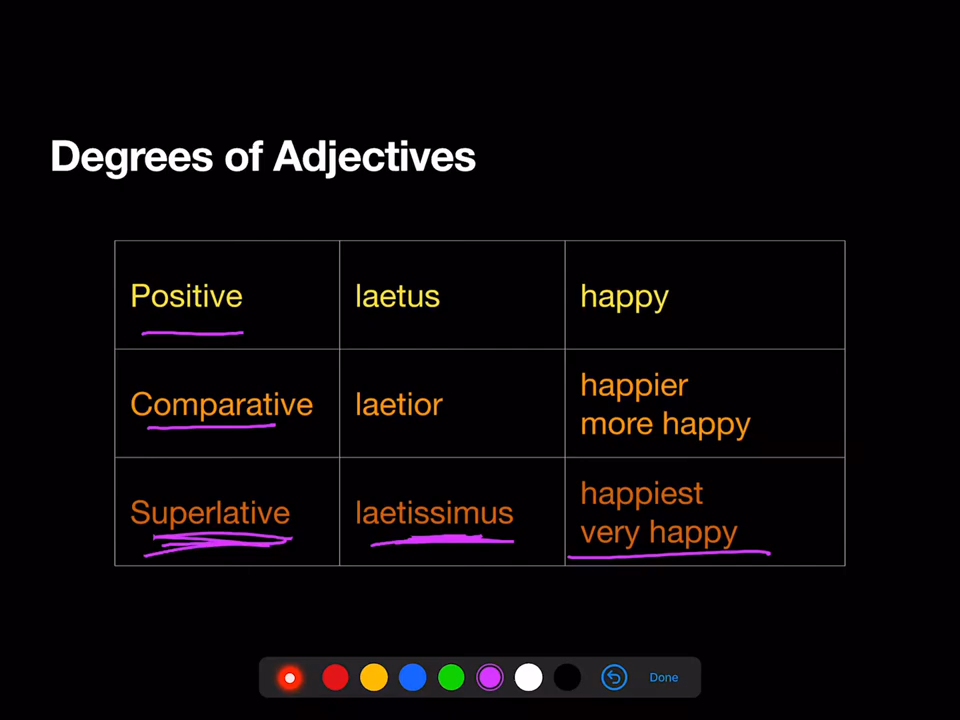 Degrees of Adjectives
Positive
laetus
happy
Comparative
laetior
happier
more happy
Superlative
laetissimus
happiest
very happy
Done